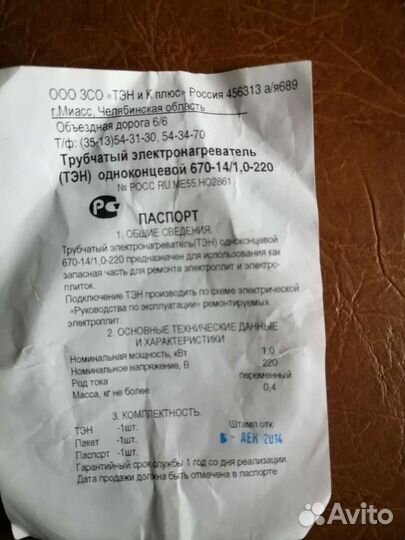 ООО ЗСО «ТЭН и К плюс» Россия 456313 а/я689
г.Миасс, Челябинская область
Объездная дорога 6/6
Т/ф: (35-13)54-31-30, 54-34-70
Трубчатый электронагреватель
(ТЭН) одноконцевой 670-14/1,0-220
№ РОСС RU.ME55.HO2861
РС
ПАСПОРТ
1. ОБЩИЕ СВЕДЕНИЯ.
Трубчатый электронагреватель(ТЭН) одноконцевой
670-14/1,0-220 предназначен для использования как
запасная часть для ремонта электроплит и электро-
плиток.
Подключение ТЭН производить по схеме электрической
«Руководства по эксплуатации» ремонтируемых
электроплит.
2. ОСНОВНЫЕ ТЕХНИЧЕСКИЕ ДАННЫЕ
И ХАРАКТЕРИСТИКИ
Номинальная мощность, кВт 1,0
Номинальное напряжение, В 220
Род тока переменный
Масса, кг не более 0,4
3. КОМПЛЕКТНОСТЬ.
ТЭН -1шт. Штамп отк
Пакет -1шт. ДЕК 2014
Паспорт -1шт.
Гарантийный срок службы 1 год со дня реализации.
Дата продажи должна быть отмечена в паспорте
Avito